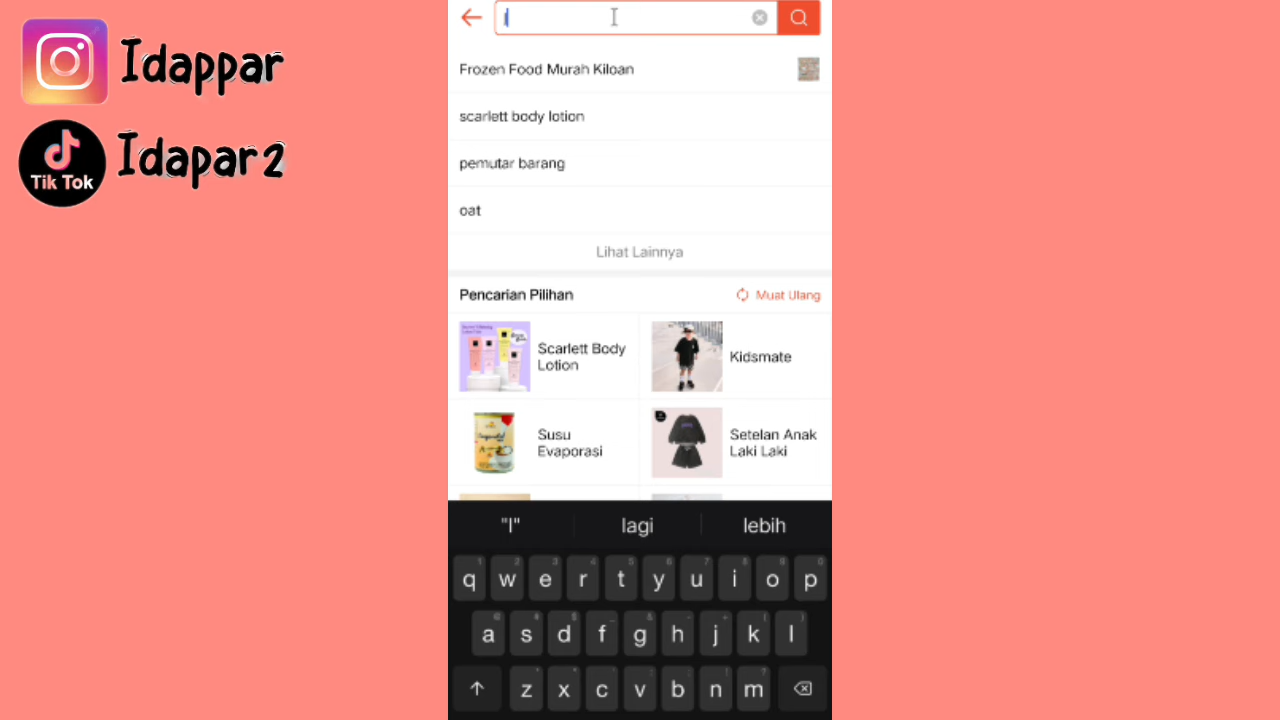 Idappar
Tik Tok
Idapar2
l
Frozen Food Murah Kiloan
scarlett body lotion
pemutar barang
oat
Lihat Lainnya
Pencarian Pilihan
Muat Ulang
Scarlett Body
Lotion
Kidsmate
Susu
Evaporasi
Setelan Anak
Laki Laki
"l"
lagi
lebih
q w e r t y u i o p
a s d f g h j k l
z x c v b n m